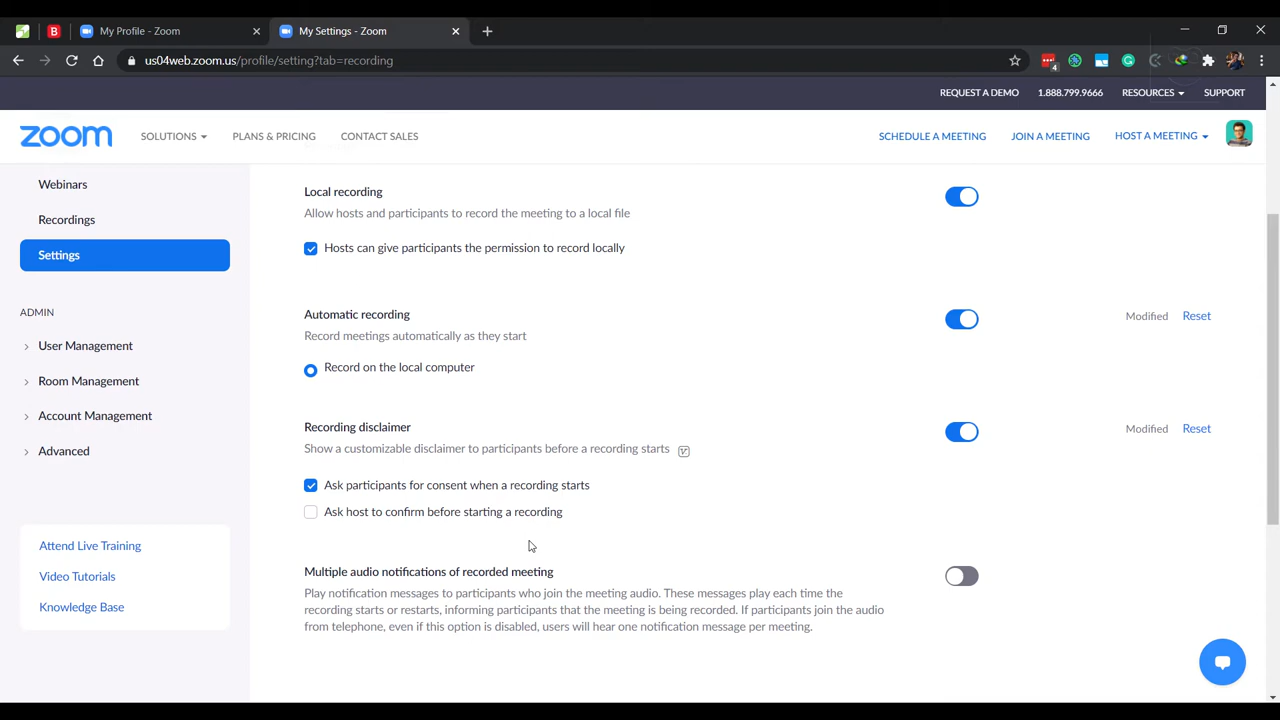 B
My Profile - Zoom
My Settings - Zoom
us04web.zoom.us/profile/setting?tab=recording
4
REQUEST A DEMO 1.888.799.9666 RESOURCES SUPPORT
zoom SOLUTIONS PLANS & PRICING CONTACT SALES SCHEDULE A MEETING JOIN A MEETING HOST A MEETING
Webinars
Recordings
Settings
ADMIN
User Management
Room Management
Account Management
Advanced
Attend Live Training
Video Tutorials
Knowledge Base
Local recording
Allow hosts and participants to record the meeting to a local file
Hosts can give participants the permission to record locally
Automatic recording Modified Reset
Record meetings automatically as they start
Record on the local computer
Recording disclaimer Modified Reset
Show a customizable disclaimer to participants before a recording starts
Ask participants for consent when a recording starts
Ask host to confirm before starting a recording
Multiple audio notifications of recorded meeting
Play notification messages to participants who join the meeting audio. These messages play each time the
recording starts or restarts, informing participants that the meeting is being recorded. If participants join the audio
from telephone, even if this option is disabled, users will hear one notification message per meeting.